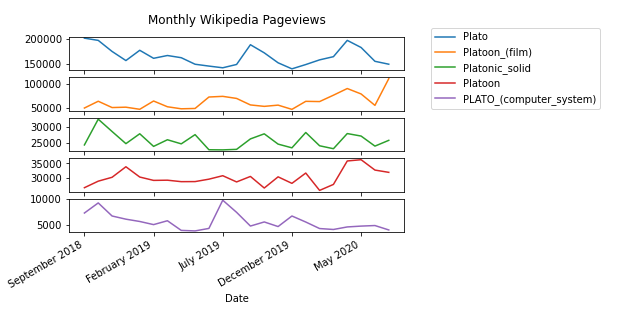 Monthly Wikipedia Pageviews
200000
150000
100000
50000
30000
25000
35000
30000
10000
5000
September 2018
February 2019
July 2019
December 2019
May 2020
Date
Plato
Platoon_(film)
Platonic_solid
Platoon
PLATO_(computer_system)